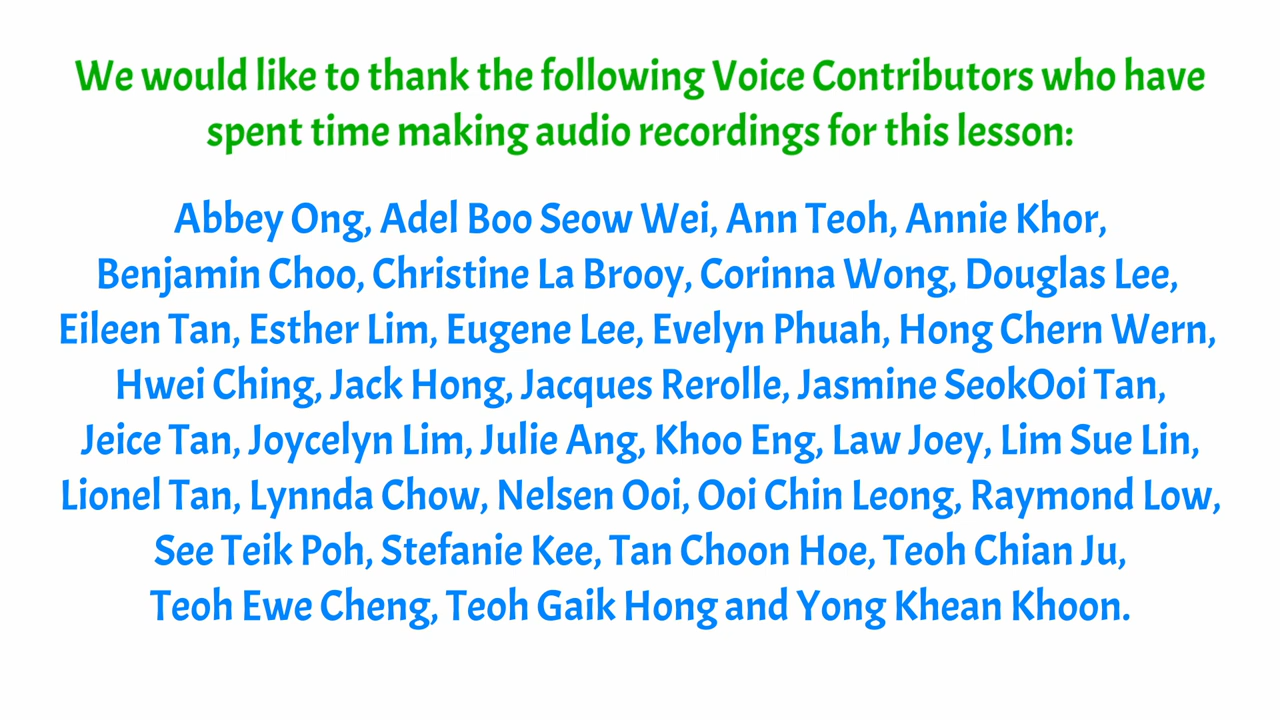 We would like to thank the following Voice Contributors who have
spent time making audio recordings for this lesson:
Abbey Ong, Adel Boo Seow Wei, Ann Teoh, Annie Khor,
Benjamin Choo, Christine La Brooy, Corinna Wong, Douglas Lee,
Eileen Tan, Esther Lim, Eugene Lee, Evelyn Phuah, Hong Chern Wern,
Hwei Ching, Jack Hong, Jacques Rerolle, Jasmine SeokOoi Tan,
Jeice Tan, Joycelyn Lim, Julie Ang, Khoo Eng, Law Joey, Lim Sue Lin,
Lionel Tan, Lynnda Chow, Nelsen Ooi, Ooi Chin Leong, Raymond Low,
See Teik Poh, Stefanie Kee, Tan Choon Hoe, Teoh Chian Ju,
Teoh Ewe Cheng, Teoh Gaik Hong and Yong Khean Khoon.